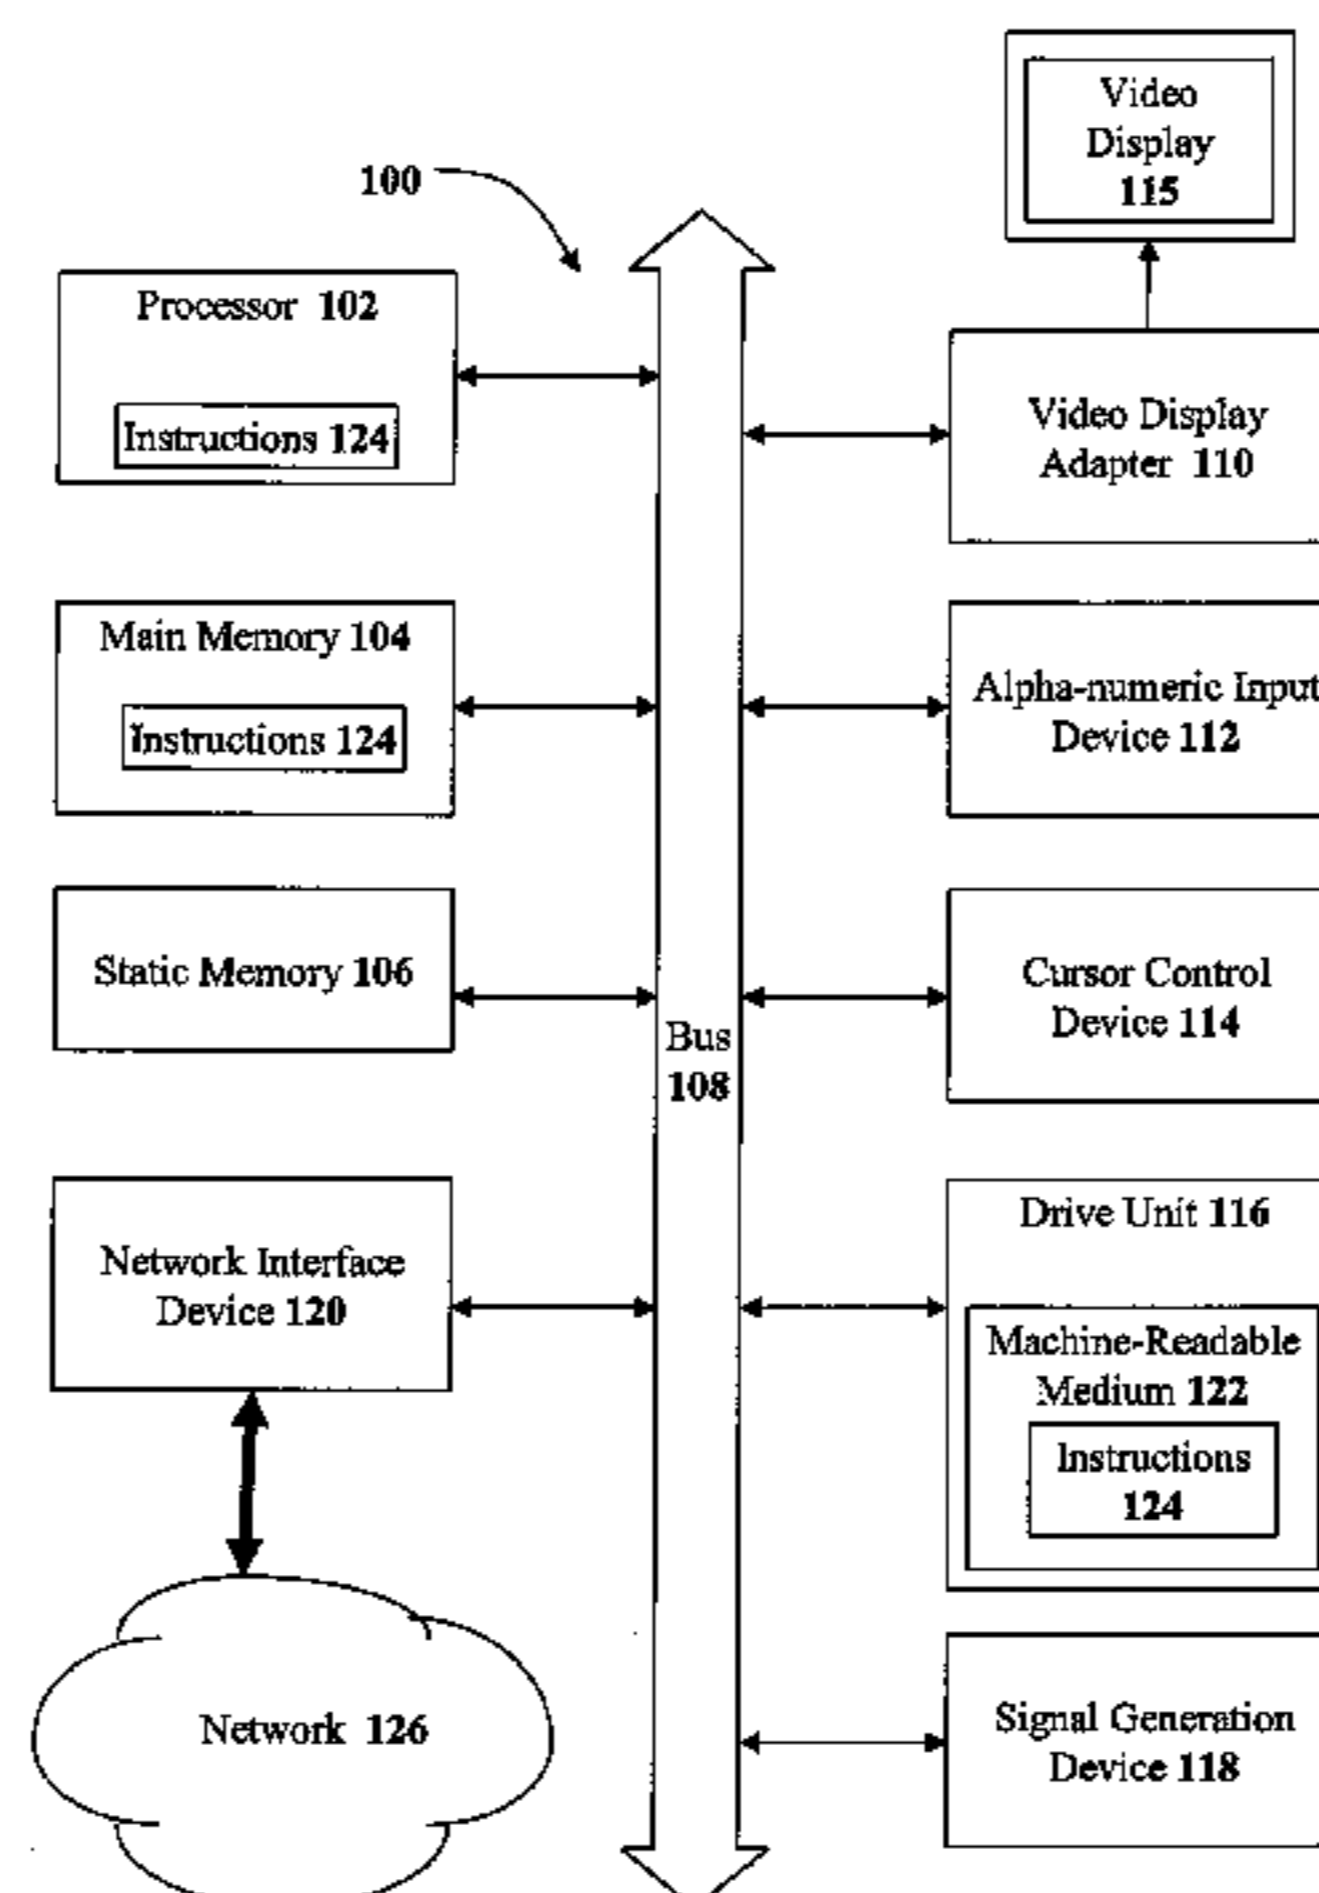 100
Video
Display
115
Processor 102
Instructions 124
Video Display
Adapter 110
Main Memory 104
Instructions 124
Alpha-numeric Input
Device 112
Static Memory 106
Cursor Control
Device 114
Bus
108
Network Interface
Device 120
Drive Unit 116
Machine-Readable
Medium 122
Instructions
124
Network 126
Signal Generation
Device 118